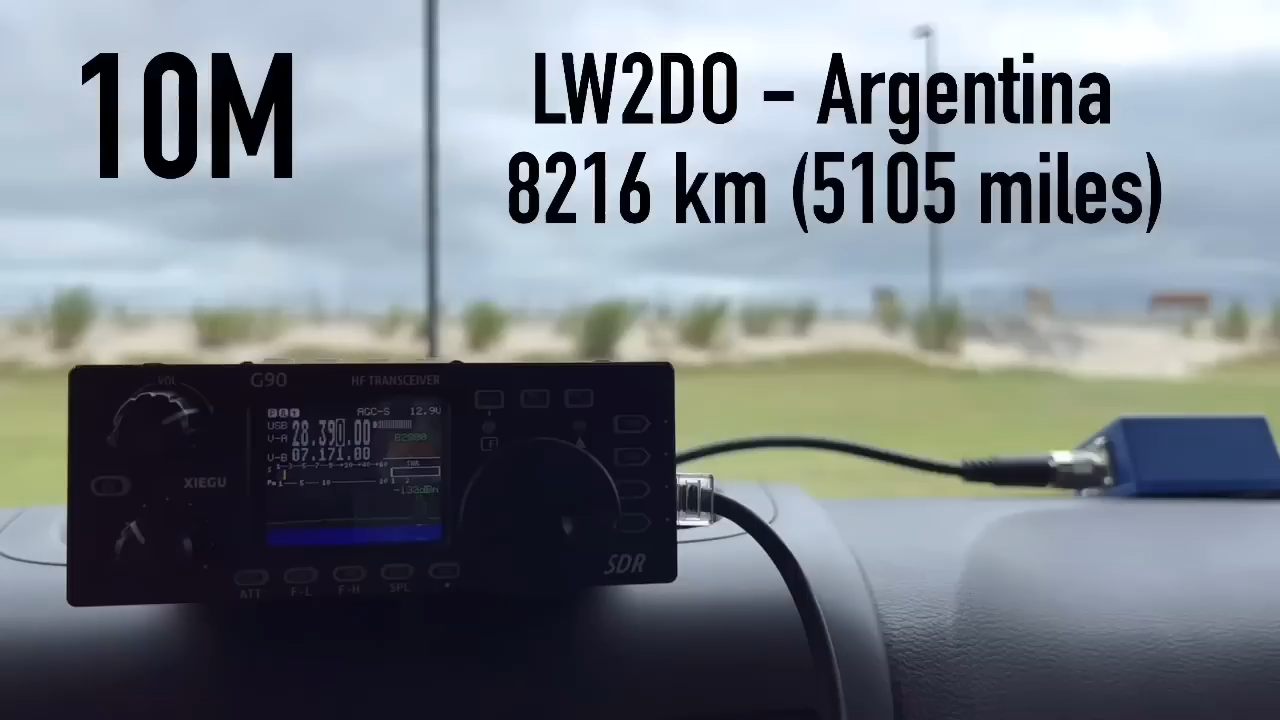 10M
LW2DO - Argentina
8216 km (5105 miles)
VOL
G90
HF TRANSCEIVER
AGC-S 12.9V
USB
V-A 28.390.00
V-B 07.171.00
-132dBm
XIEGU
SDR
ATT F-L F-H SPL